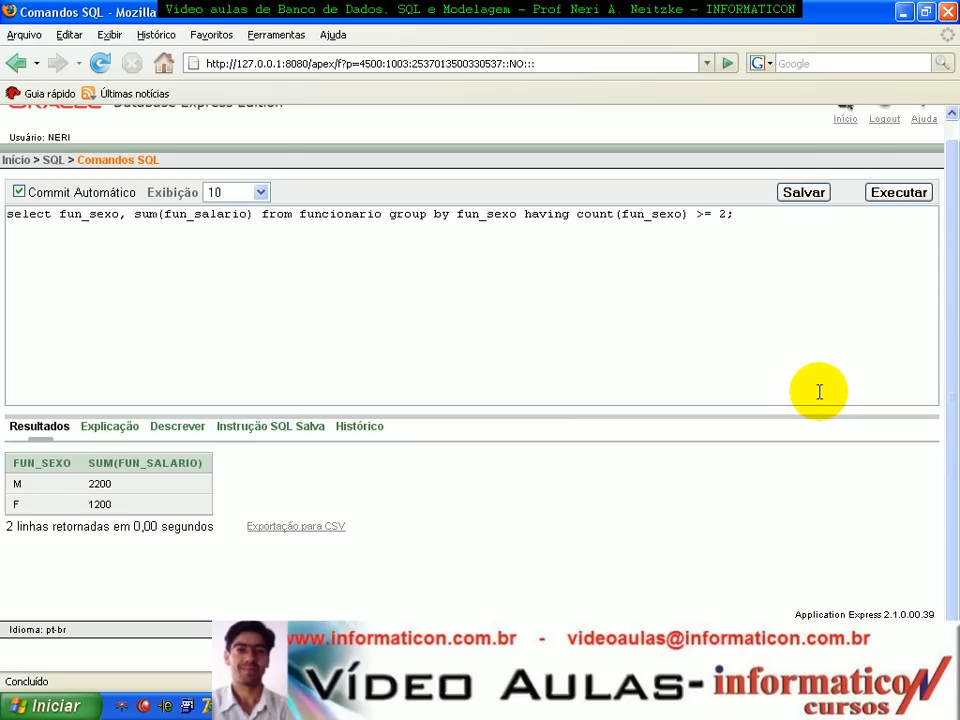 Comandos SQL - Mozilla
Vídeo aulas de Banco de Dados, SQL e Modelagem - Prof Neri A. Neitzke - INFORMATICON
Arquivo Editar Exibir Histórico Favoritos Ferramentas Ajuda
http://127.0.0.1:8080/apex/f?p=4500:1003:2537013500330537::NO:::
Google
Guia rápido Últimas notícias
ORACLE Database Express Edition
Início Logout Ajuda
Usuário: NERI
Início > SQL > Comandos SQL
Commit Automático Exibição 10 Salvar Executar
select fun_sexo, sum(fun_salario) from funcionario group by fun_sexo having count(fun_sexo) >= 2;
Resultados Explicação Descrever Instrução SQL Salva Histórico
FUN_SEXO SUM(FUN_SALARIO)
M 2200
F 1200
2 linhas retornadas em 0,00 segundos Exportação para CSV
Application Express 2.1.0.00.39
Idioma: pt-br
www.informaticon.com.br - videoaulas@informaticon.com.br
Concluído
Vídeo Aulas- informaticon
cursos
Iniciar